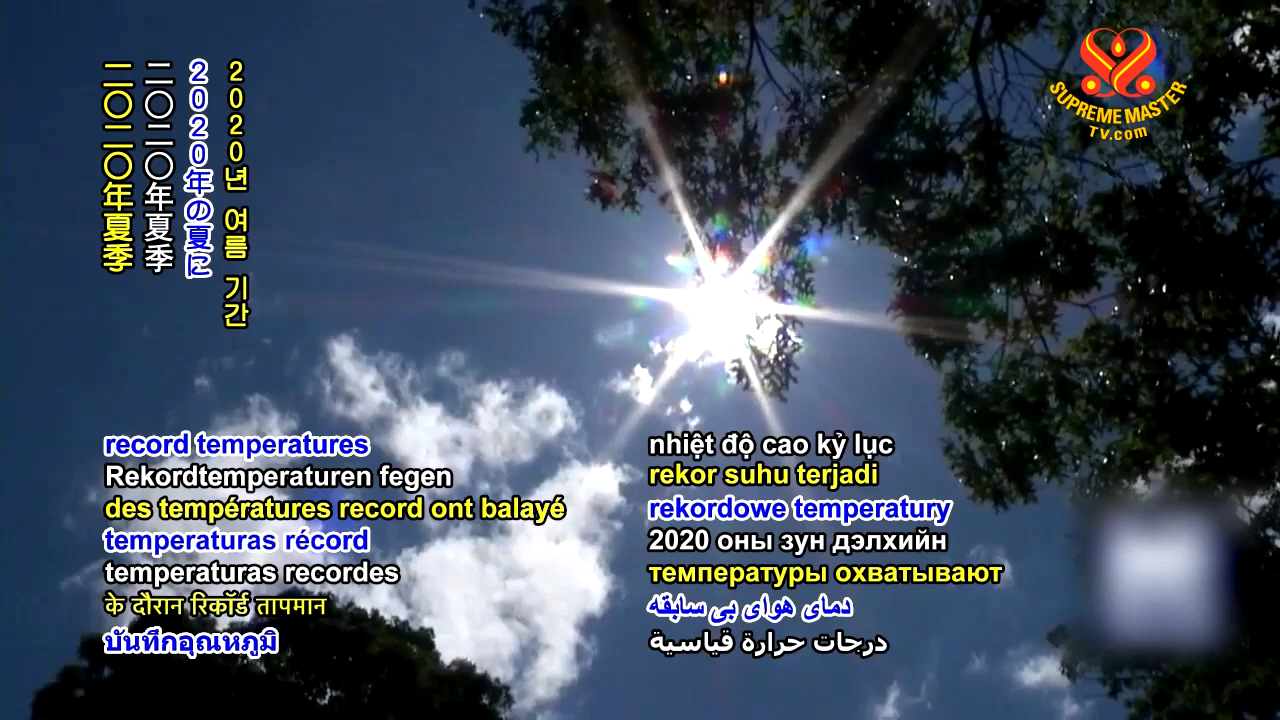 二〇二〇年夏季
二〇二〇年夏季
2020年の夏に
2020년 여름 기간
SUPREME MASTER
TV.com
record temperatures
Rekordtemperaturen fegen
des températures record ont balayé
temperaturas récord
temperaturas recordes
के दौरान रिकॉर्ड तापमान
บันทึกอุณหภูมิ
nhiệt độ cao kỷ lục
rekor suhu terjadi
rekordowe temperatury
2020 оны зун дэлхийн
температуры охватывают
دمای هوای بی سابقه
درجات حرارة قياسية